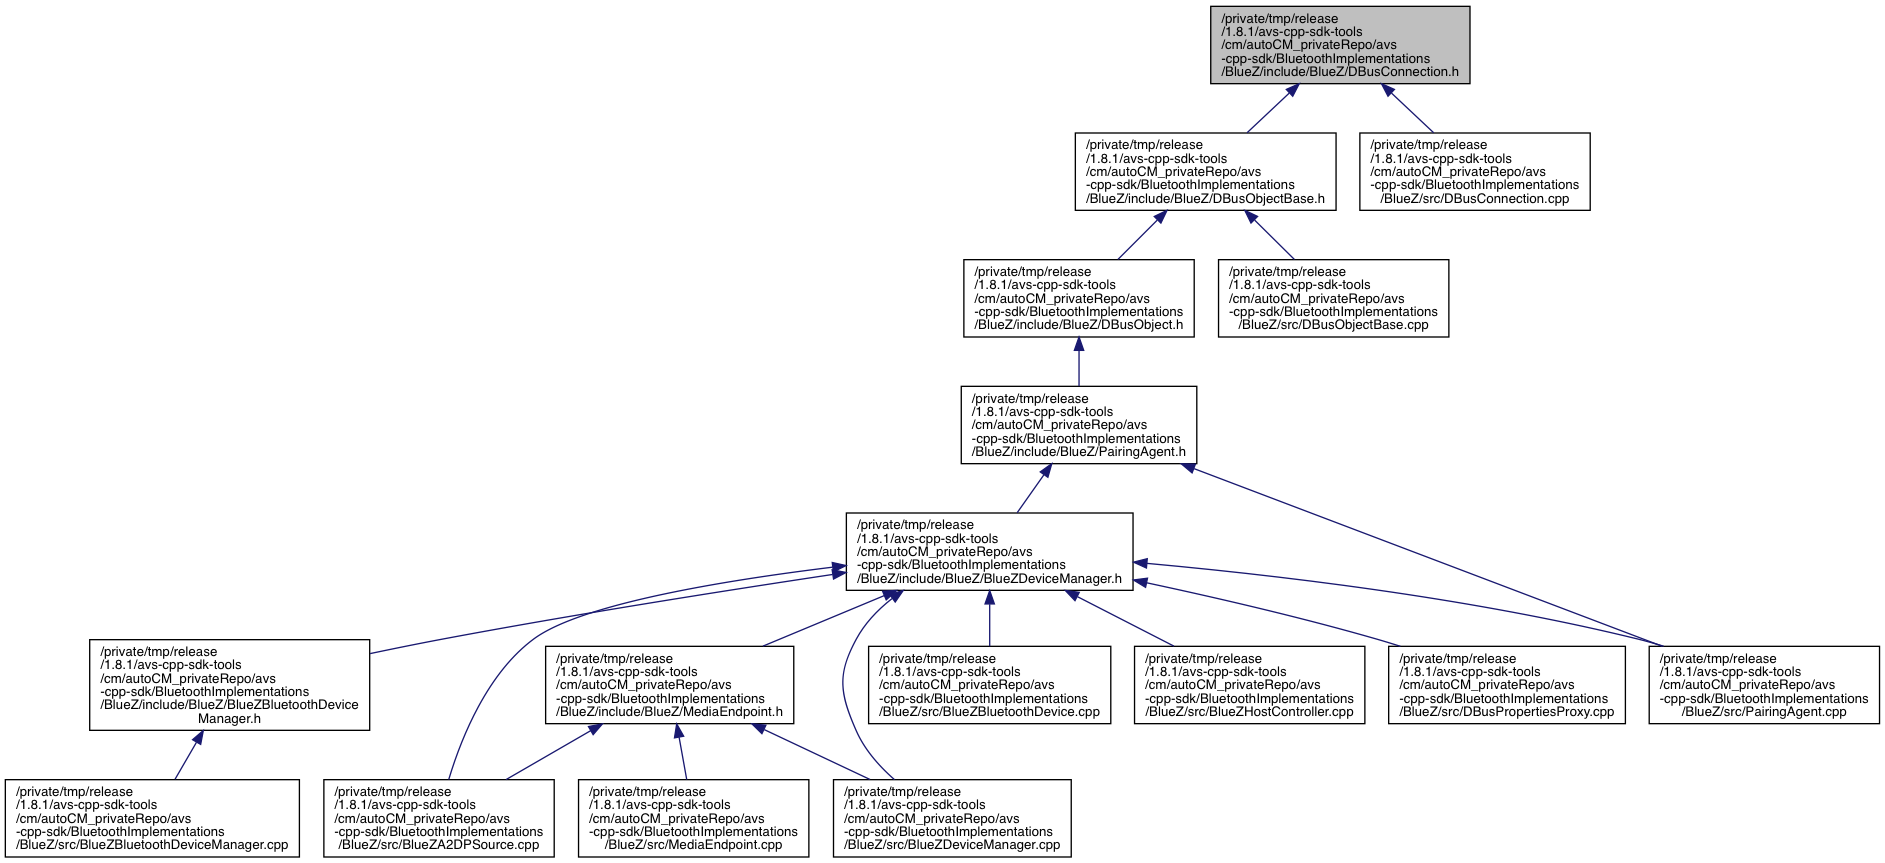 /private/tmp/release
/1.8.1/avs-cpp-sdk-tools
/cm/autoCM_privateRepo/avs
-cpp-sdk/BluetoothImplementations
/BlueZ/include/BlueZ/DBusConnection.h
/private/tmp/release
/1.8.1/avs-cpp-sdk-tools
/cm/autoCM_privateRepo/avs
-cpp-sdk/BluetoothImplementations
/BlueZ/include/BlueZ/DBusObjectBase.h
/private/tmp/release
/1.8.1/avs-cpp-sdk-tools
/cm/autoCM_privateRepo/avs
-cpp-sdk/BluetoothImplementations
/BlueZ/src/DBusConnection.cpp
/private/tmp/release
/1.8.1/avs-cpp-sdk-tools
/cm/autoCM_privateRepo/avs
-cpp-sdk/BluetoothImplementations
/BlueZ/include/BlueZ/DBusObject.h
/private/tmp/release
/1.8.1/avs-cpp-sdk-tools
/cm/autoCM_privateRepo/avs
-cpp-sdk/BluetoothImplementations
/BlueZ/src/DBusObjectBase.cpp
/private/tmp/release
/1.8.1/avs-cpp-sdk-tools
/cm/autoCM_privateRepo/avs
-cpp-sdk/BluetoothImplementations
/BlueZ/include/BlueZ/PairingAgent.h
/private/tmp/release
/1.8.1/avs-cpp-sdk-tools
/cm/autoCM_privateRepo/avs
-cpp-sdk/BluetoothImplementations
/BlueZ/include/BlueZ/BlueZDeviceManager.h
/private/tmp/release
/1.8.1/avs-cpp-sdk-tools
/cm/autoCM_privateRepo/avs
-cpp-sdk/BluetoothImplementations
/BlueZ/include/BlueZ/BlueZBluetoothDevice
Manager.h
/private/tmp/release
/1.8.1/avs-cpp-sdk-tools
/cm/autoCM_privateRepo/avs
-cpp-sdk/BluetoothImplementations
/BlueZ/include/BlueZ/MediaEndpoint.h
/private/tmp/release
/1.8.1/avs-cpp-sdk-tools
/cm/autoCM_privateRepo/avs
-cpp-sdk/BluetoothImplementations
/BlueZ/src/BlueZBluetoothDevice.cpp
/private/tmp/release
/1.8.1/avs-cpp-sdk-tools
/cm/autoCM_privateRepo/avs
-cpp-sdk/BluetoothImplementations
/BlueZ/src/BlueZHostController.cpp
/private/tmp/release
/1.8.1/avs-cpp-sdk-tools
/cm/autoCM_privateRepo/avs
-cpp-sdk/BluetoothImplementations
/BlueZ/src/DBusPropertiesProxy.cpp
/private/tmp/release
/1.8.1/avs-cpp-sdk-tools
/cm/autoCM_privateRepo/avs
-cpp-sdk/BluetoothImplementations
/BlueZ/src/PairingAgent.cpp
/private/tmp/release
/1.8.1/avs-cpp-sdk-tools
/cm/autoCM_privateRepo/avs
-cpp-sdk/BluetoothImplementations
/BlueZ/src/BlueZBluetoothDeviceManager.cpp
/private/tmp/release
/1.8.1/avs-cpp-sdk-tools
/cm/autoCM_privateRepo/avs
-cpp-sdk/BluetoothImplementations
/BlueZ/src/BlueZA2DPSource.cpp
/private/tmp/release
/1.8.1/avs-cpp-sdk-tools
/cm/autoCM_privateRepo/avs
-cpp-sdk/BluetoothImplementations
/BlueZ/src/MediaEndpoint.cpp
/private/tmp/release
/1.8.1/avs-cpp-sdk-tools
/cm/autoCM_privateRepo/avs
-cpp-sdk/BluetoothImplementations
/BlueZ/src/BlueZDeviceManager.cpp